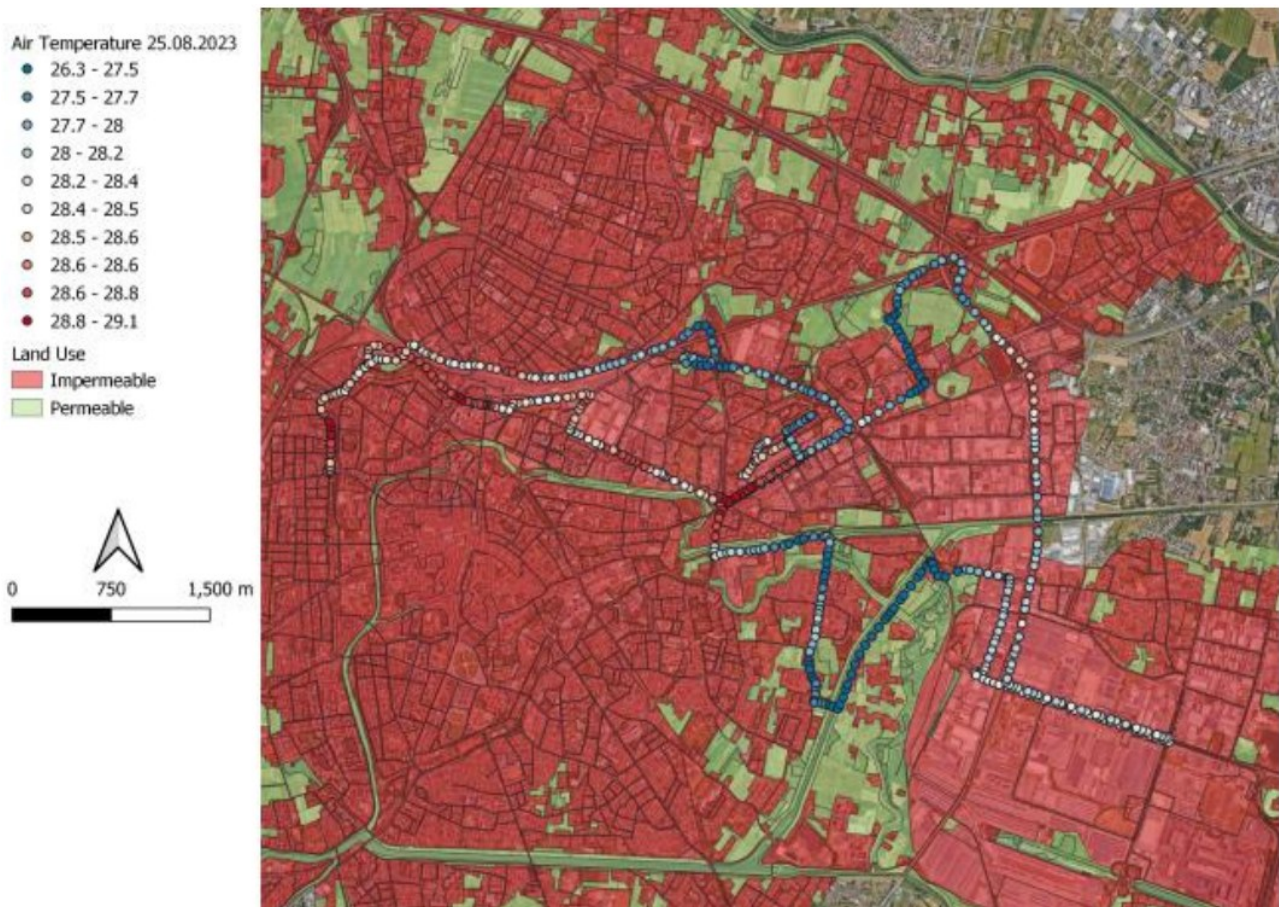 Air Temperature 25.08.2023
26.3 - 27.5
27.5 - 27.7
27.7 - 28
28 - 28.2
28.2 - 28.4
28.4 - 28.5
28.5 - 28.6
28.6 - 28.6
28.6 - 28.8
28.8 - 29.1
Land Use
Impermeable
Permeable
0 750 1,500 m